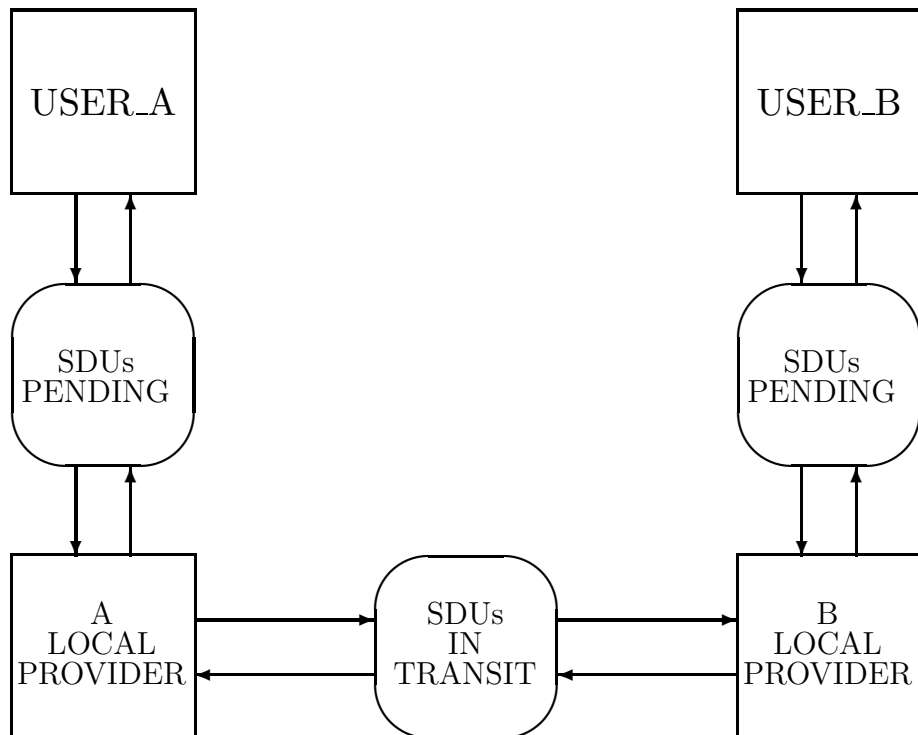 USER_A
USER_B
SDUs
PENDING
SDUs
PENDING
A
LOCAL
PROVIDER
SDUs
IN
TRANSIT
B
LOCAL
PROVIDER